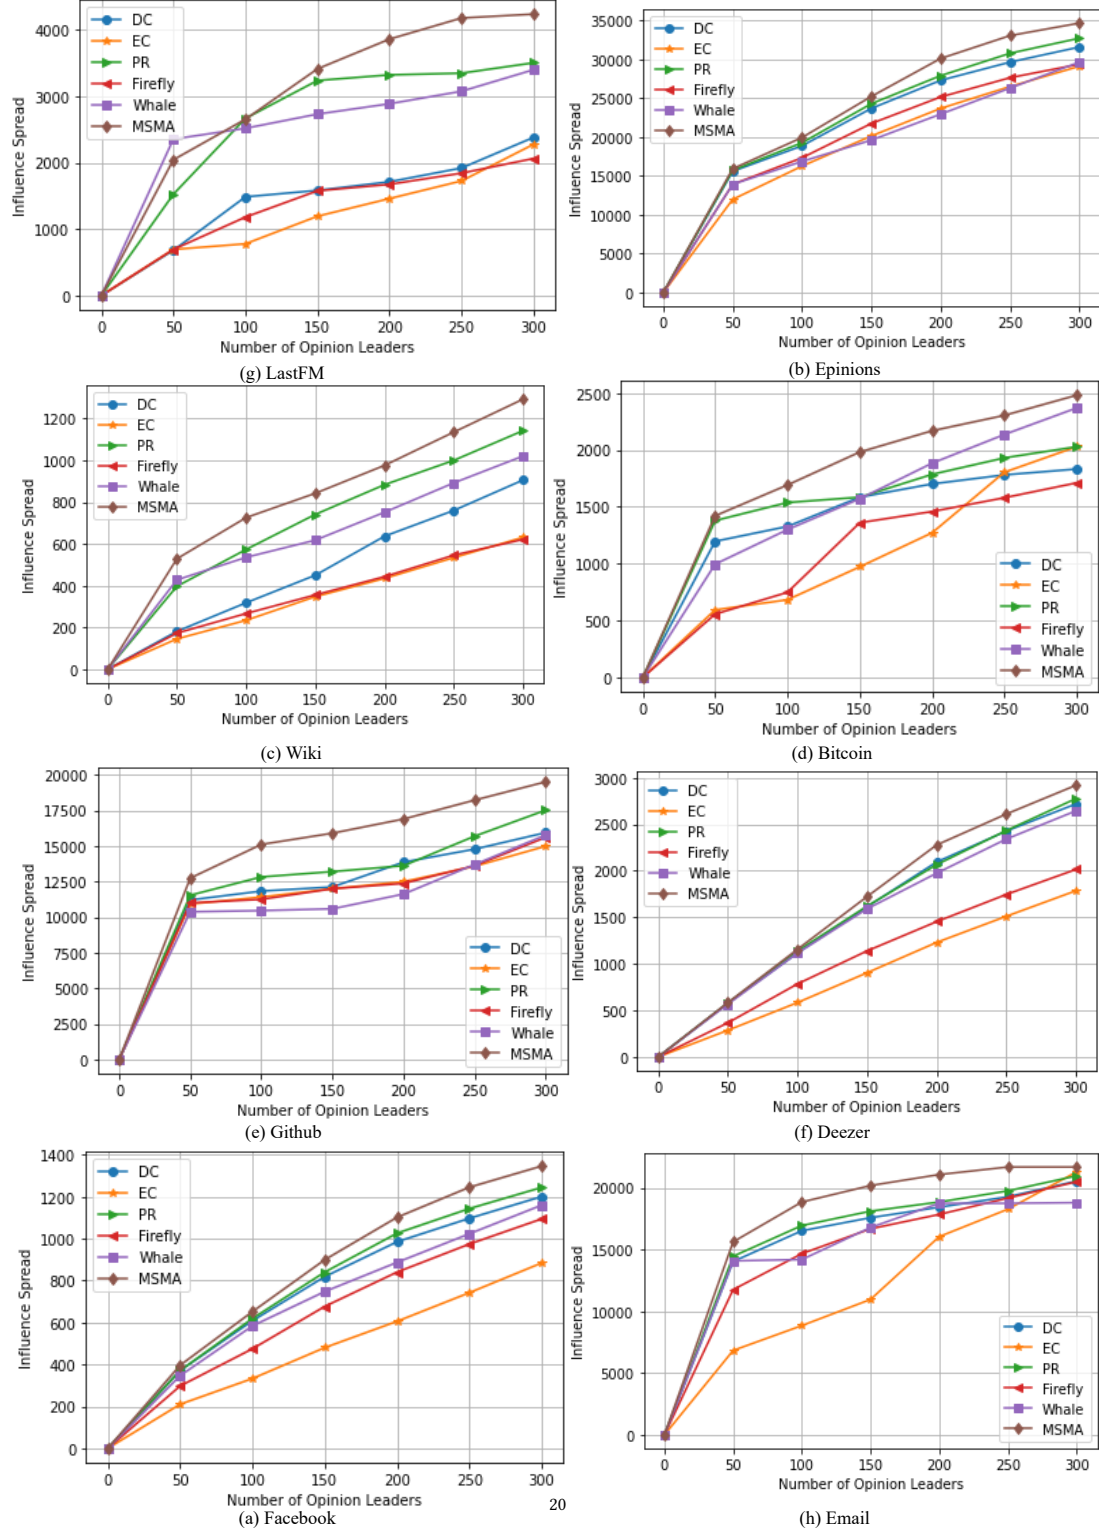 4000
3000
2000
1000
0
Influence Spread
DC
EC
PR
Firefly
Whale
MSMA
0 50 100 150 200 250 300
Number of Opinion Leaders
(g) LastFM
35000
30000
25000
20000
15000
10000
5000
0
Influence Spread
DC
EC
PR
Firefly
Whale
MSMA
0 50 100 150 200 250 300
Number of Opinion Leaders
(b) Epinions
1200
1000
800
600
400
200
0
Influence Spread
DC
EC
PR
Firefly
Whale
MSMA
0 50 100 150 200 250 300
Number of Opinion Leaders
(c) Wiki
2500
2000
1500
1000
500
0
Influence Spread
DC
EC
PR
Firefly
Whale
MSMA
0 50 100 150 200 250 300
Number of Opinion Leaders
(d) Bitcoin
20000
17500
15000
12500
10000
7500
5000
2500
0
Influence Spread
DC
EC
PR
Firefly
Whale
MSMA
0 50 100 150 200 250 300
Number of Opinion Leaders
(e) Github
3000
2500
2000
1500
1000
500
0
Influence Spread
DC
EC
PR
Firefly
Whale
MSMA
0 50 100 150 200 250 300
Number of Opinion Leaders
(f) Deezer
1400
1200
1000
800
600
400
200
0
Influence Spread
DC
EC
PR
Firefly
Whale
MSMA
0 50 100 150 200 250 300
Number of Opinion Leaders
(a) Facebook
20000
15000
10000
5000
0
Influence Spread
DC
EC
PR
Firefly
Whale
MSMA
0 50 100 150 200 250 300
Number of Opinion Leaders
(h) Email
20